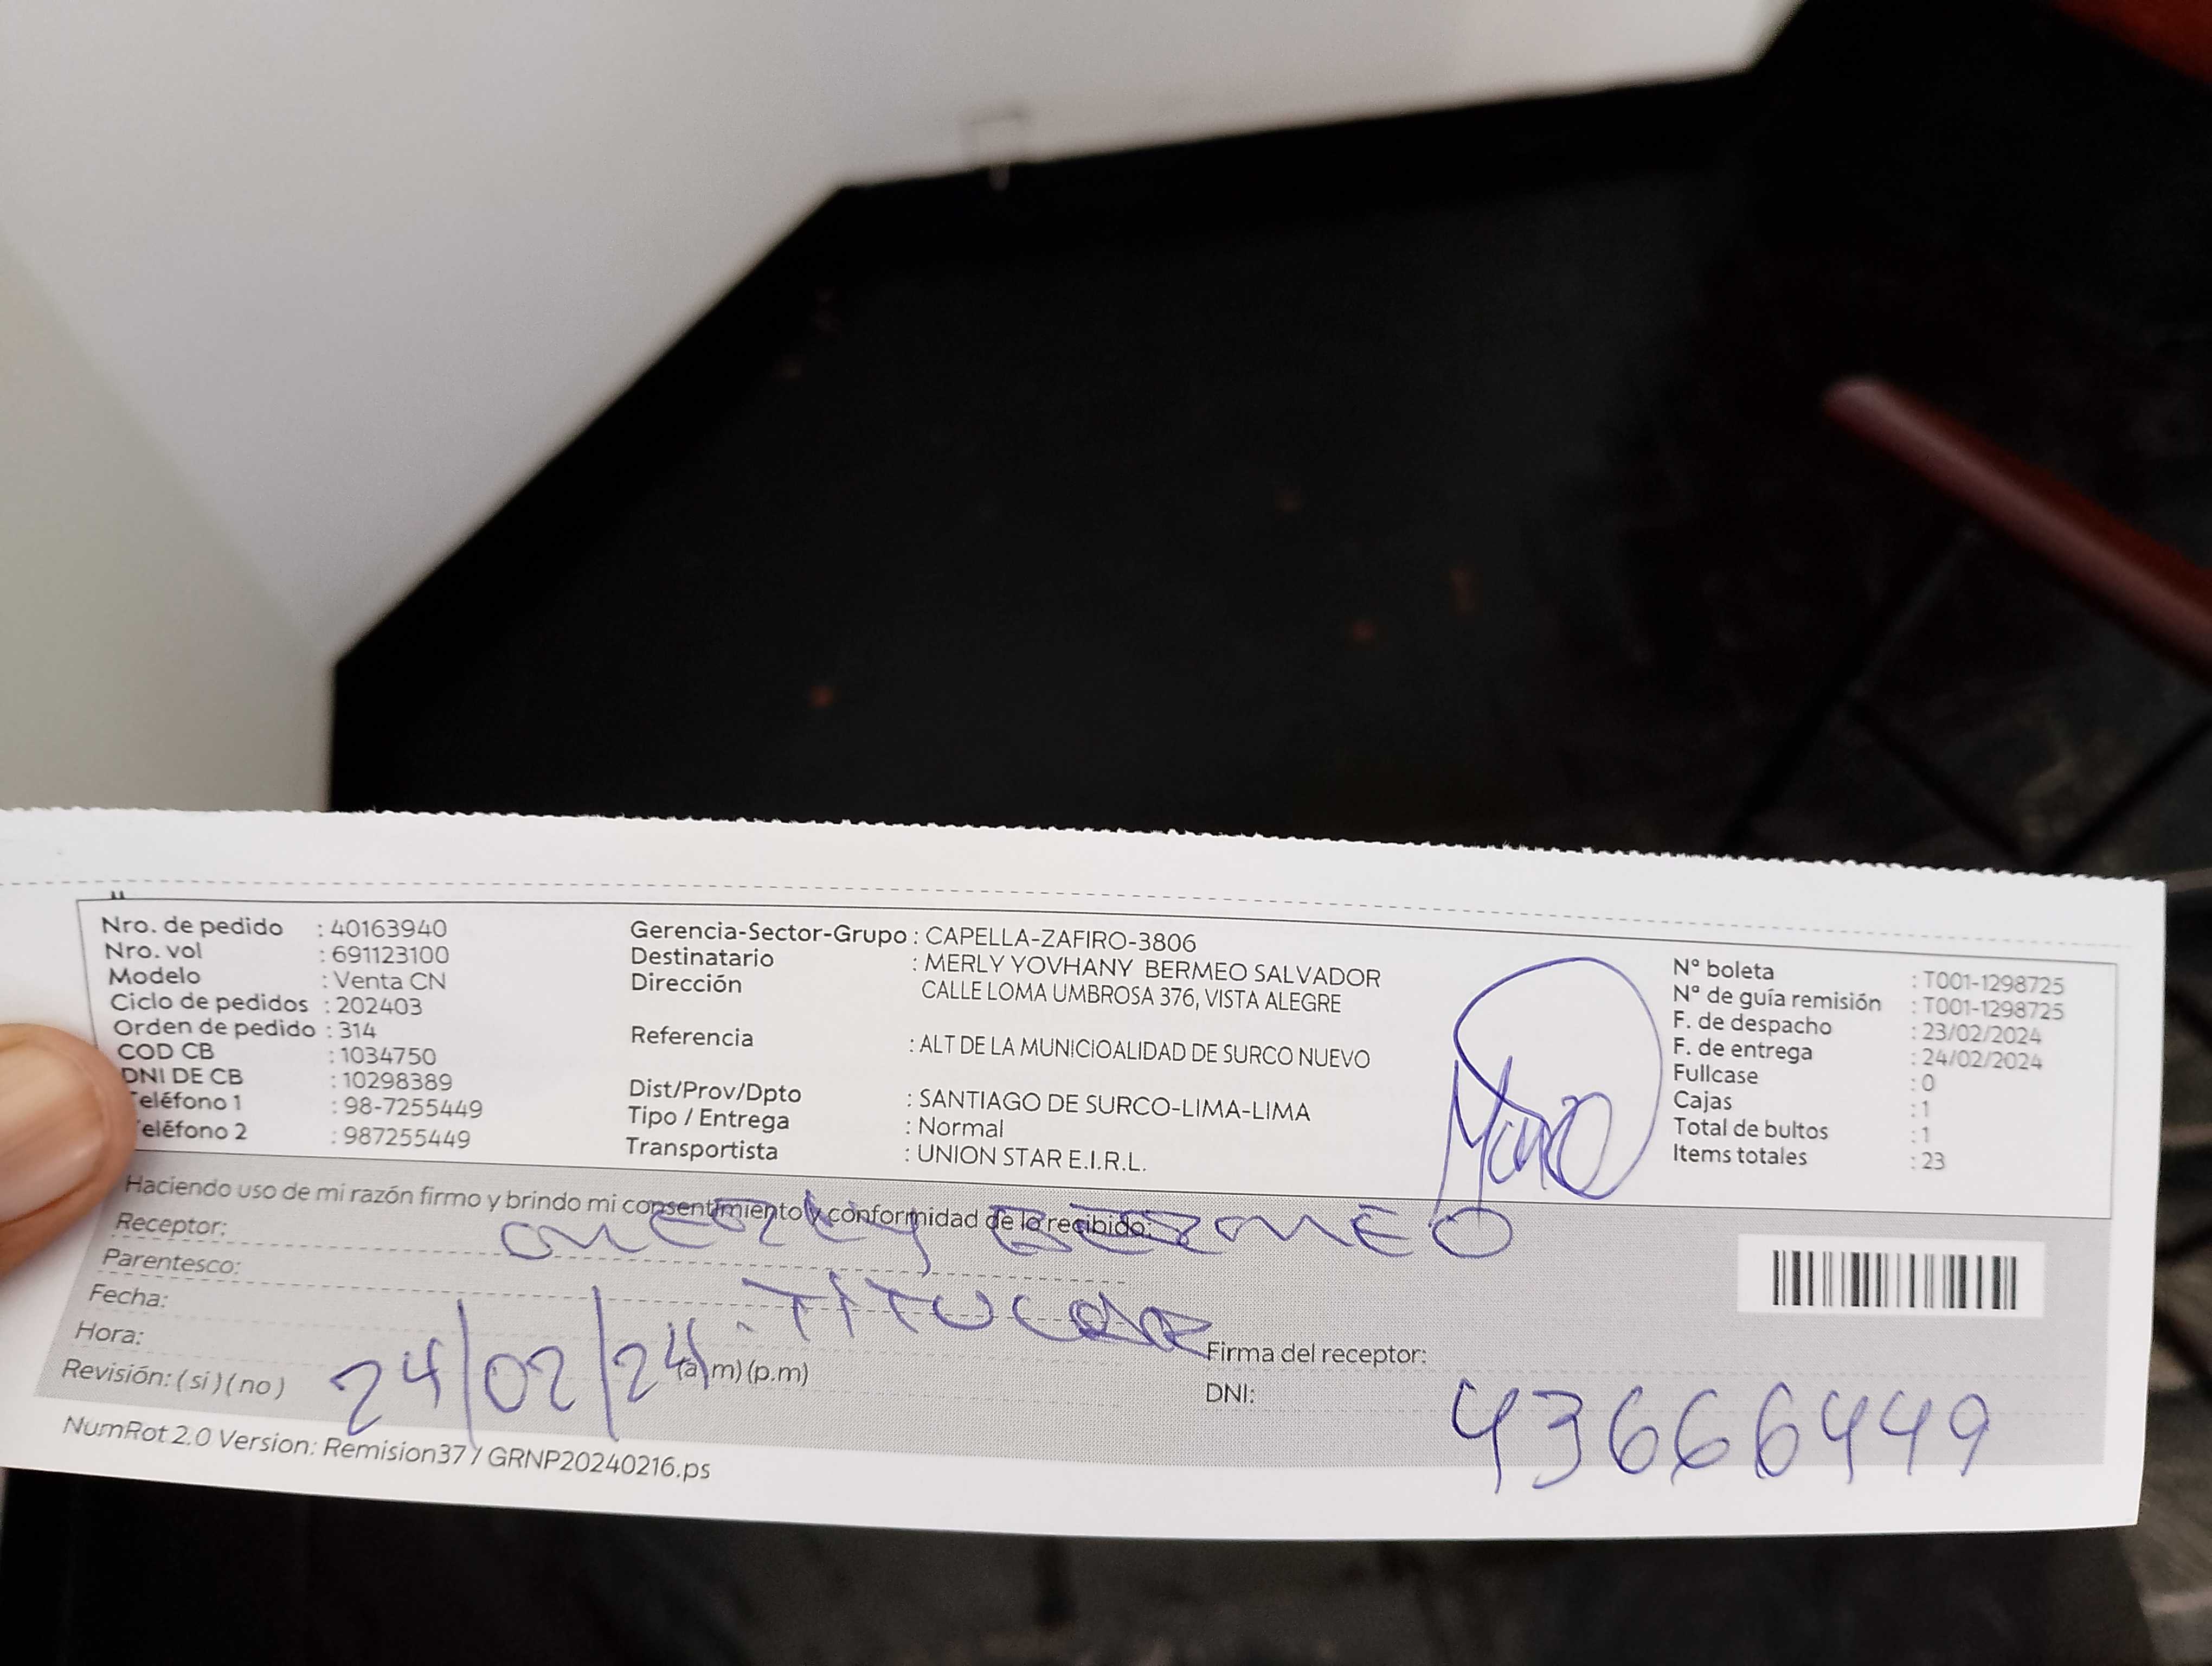 Nro. de pedido : 40163940
Nro. vol : 691123100
Modelo : Venta CN
Ciclo de pedidos : 202403
Orden de pedido : 314
COD CB : 1034750
DNI DE CB : 10298389
eléfono 1 : 98-7255449
eléfono 2 : 987255449
Gerencia-Sector-Grupo : CAPELLA-ZAFIRO-3806
Destinatario : MERLY YOVHANY BERMEO SALVADOR
Dirección CALLE LOMA UMBROSA 376, VISTA ALEGRE
Referencia : ALT DE LA MUNICIOALIDAD DE SURCO NUEVO
Dist/Prov/Dpto : SANTIAGO DE SURCO-LIMA-LIMA
Tipo / Entrega : Normal
Transportista : UNION STAR E.I.R.L.
N° boleta : T001-1298725
N° de guía remisión : T001-1298725
F. de despacho : 23/02/2024
F. de entrega : 24/02/2024
Fullcase : 0
Cajas : 1
Total de bultos : 1
Items totales : 23
Haciendo uso de mi razón firmo y brindo mi consentimiento y conformidad de lo recibido:
Receptor: MERLY BERMEO
Parentesco: TITULAR
Fecha: 24/02/24
Hora: (a.m) (p.m)
Revisión: ( si ) ( no )
Firma del receptor:
DNI: 43666449
NumRot 2.0 Version: Remision37 / GRNP20240216.ps